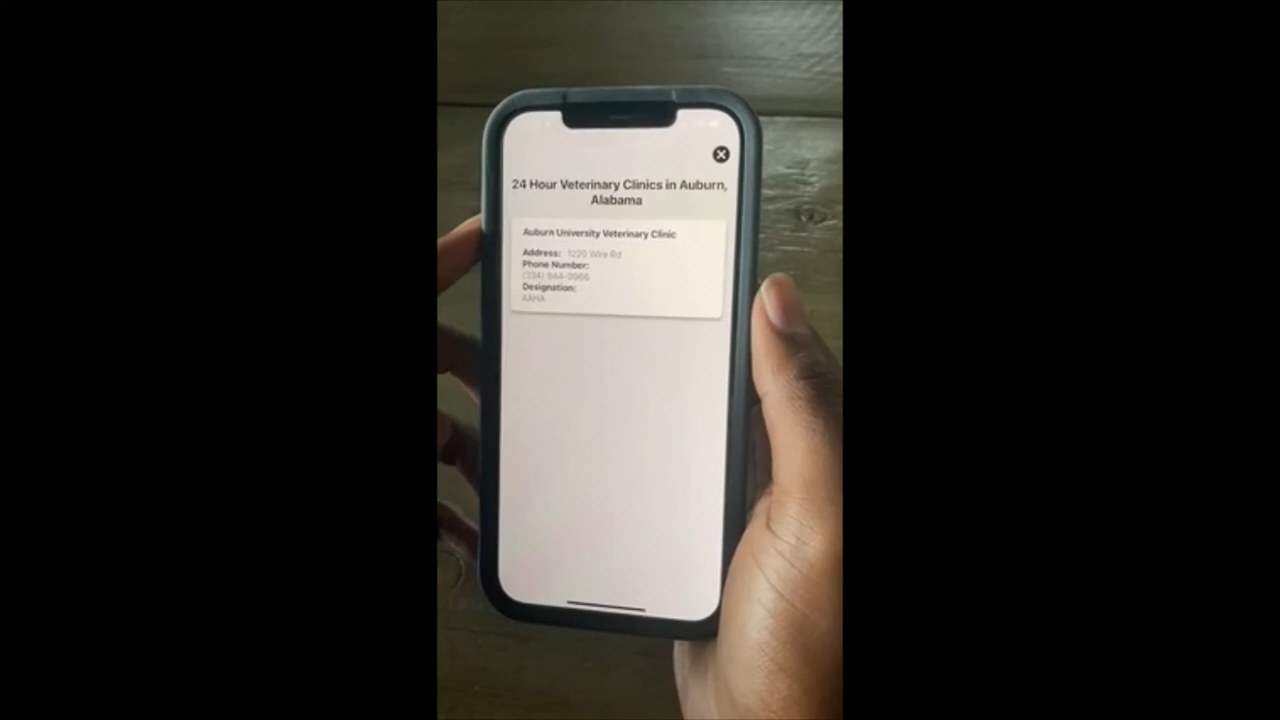 24 Hour Veterinary Clinics in Auburn,
Alabama
Auburn University Veterinary Clinic
Address: 1220 Wire Rd
Phone Number:
(334) 844-9966
Designation:
AAHA